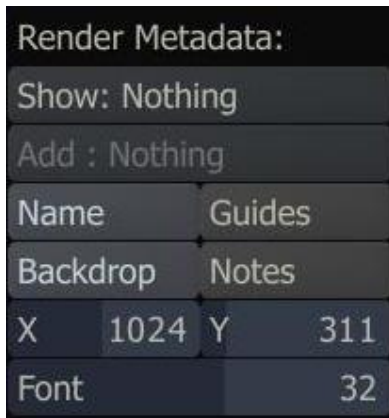 Render Metadata:
Show: Nothing
Add : Nothing
Name Guides
Backdrop Notes
X 1024 Y 311
Font 32